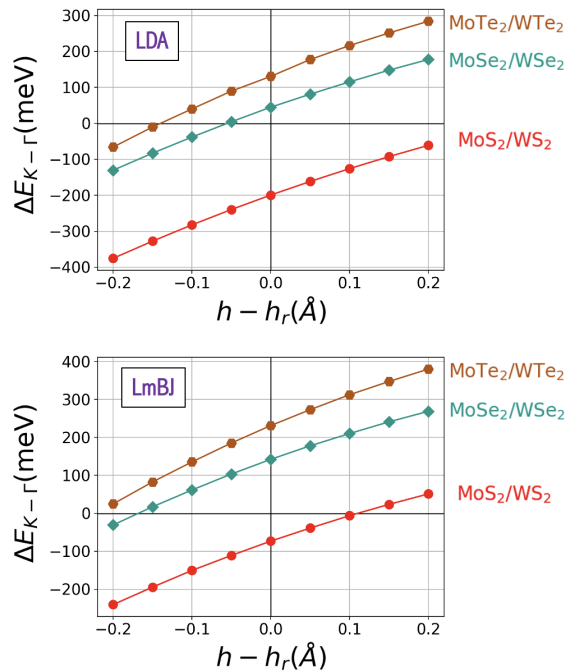 300
200
100
0
−100
−200
−300
−400
ΔE_{K−Γ}(meV)
LDA
MoTe₂/WTe₂
MoSe₂/WSe₂
MoS₂/WS₂
−0.2 −0.1 0.0 0.1 0.2
h − hᵣ(Å)
400
300
200
100
0
−100
−200
ΔE_{K−Γ}(meV)
LmBJ
MoTe₂/WTe₂
MoSe₂/WSe₂
MoS₂/WS₂
−0.2 −0.1 0.0 0.1 0.2
h − hᵣ(Å)